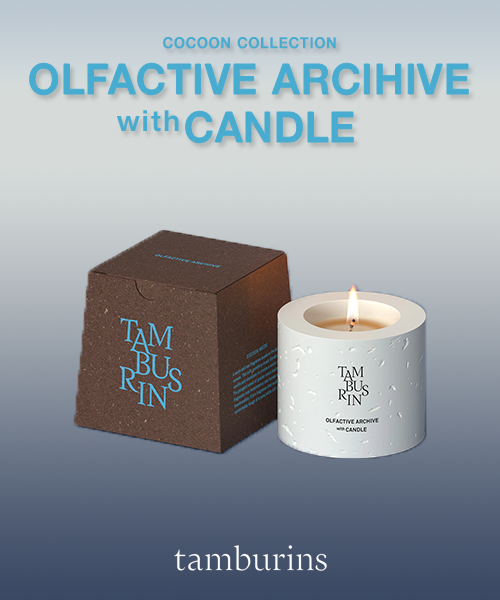 COCOON COLLECTION
OLFACTIVE ARCIHIVE
with CANDLE
OLFACTIVE ARCHIVE
TAM
BUS
RIN
TAM
BUS
RIN
OLFACTIVE ARCHIVE
with CANDLE
tamburins